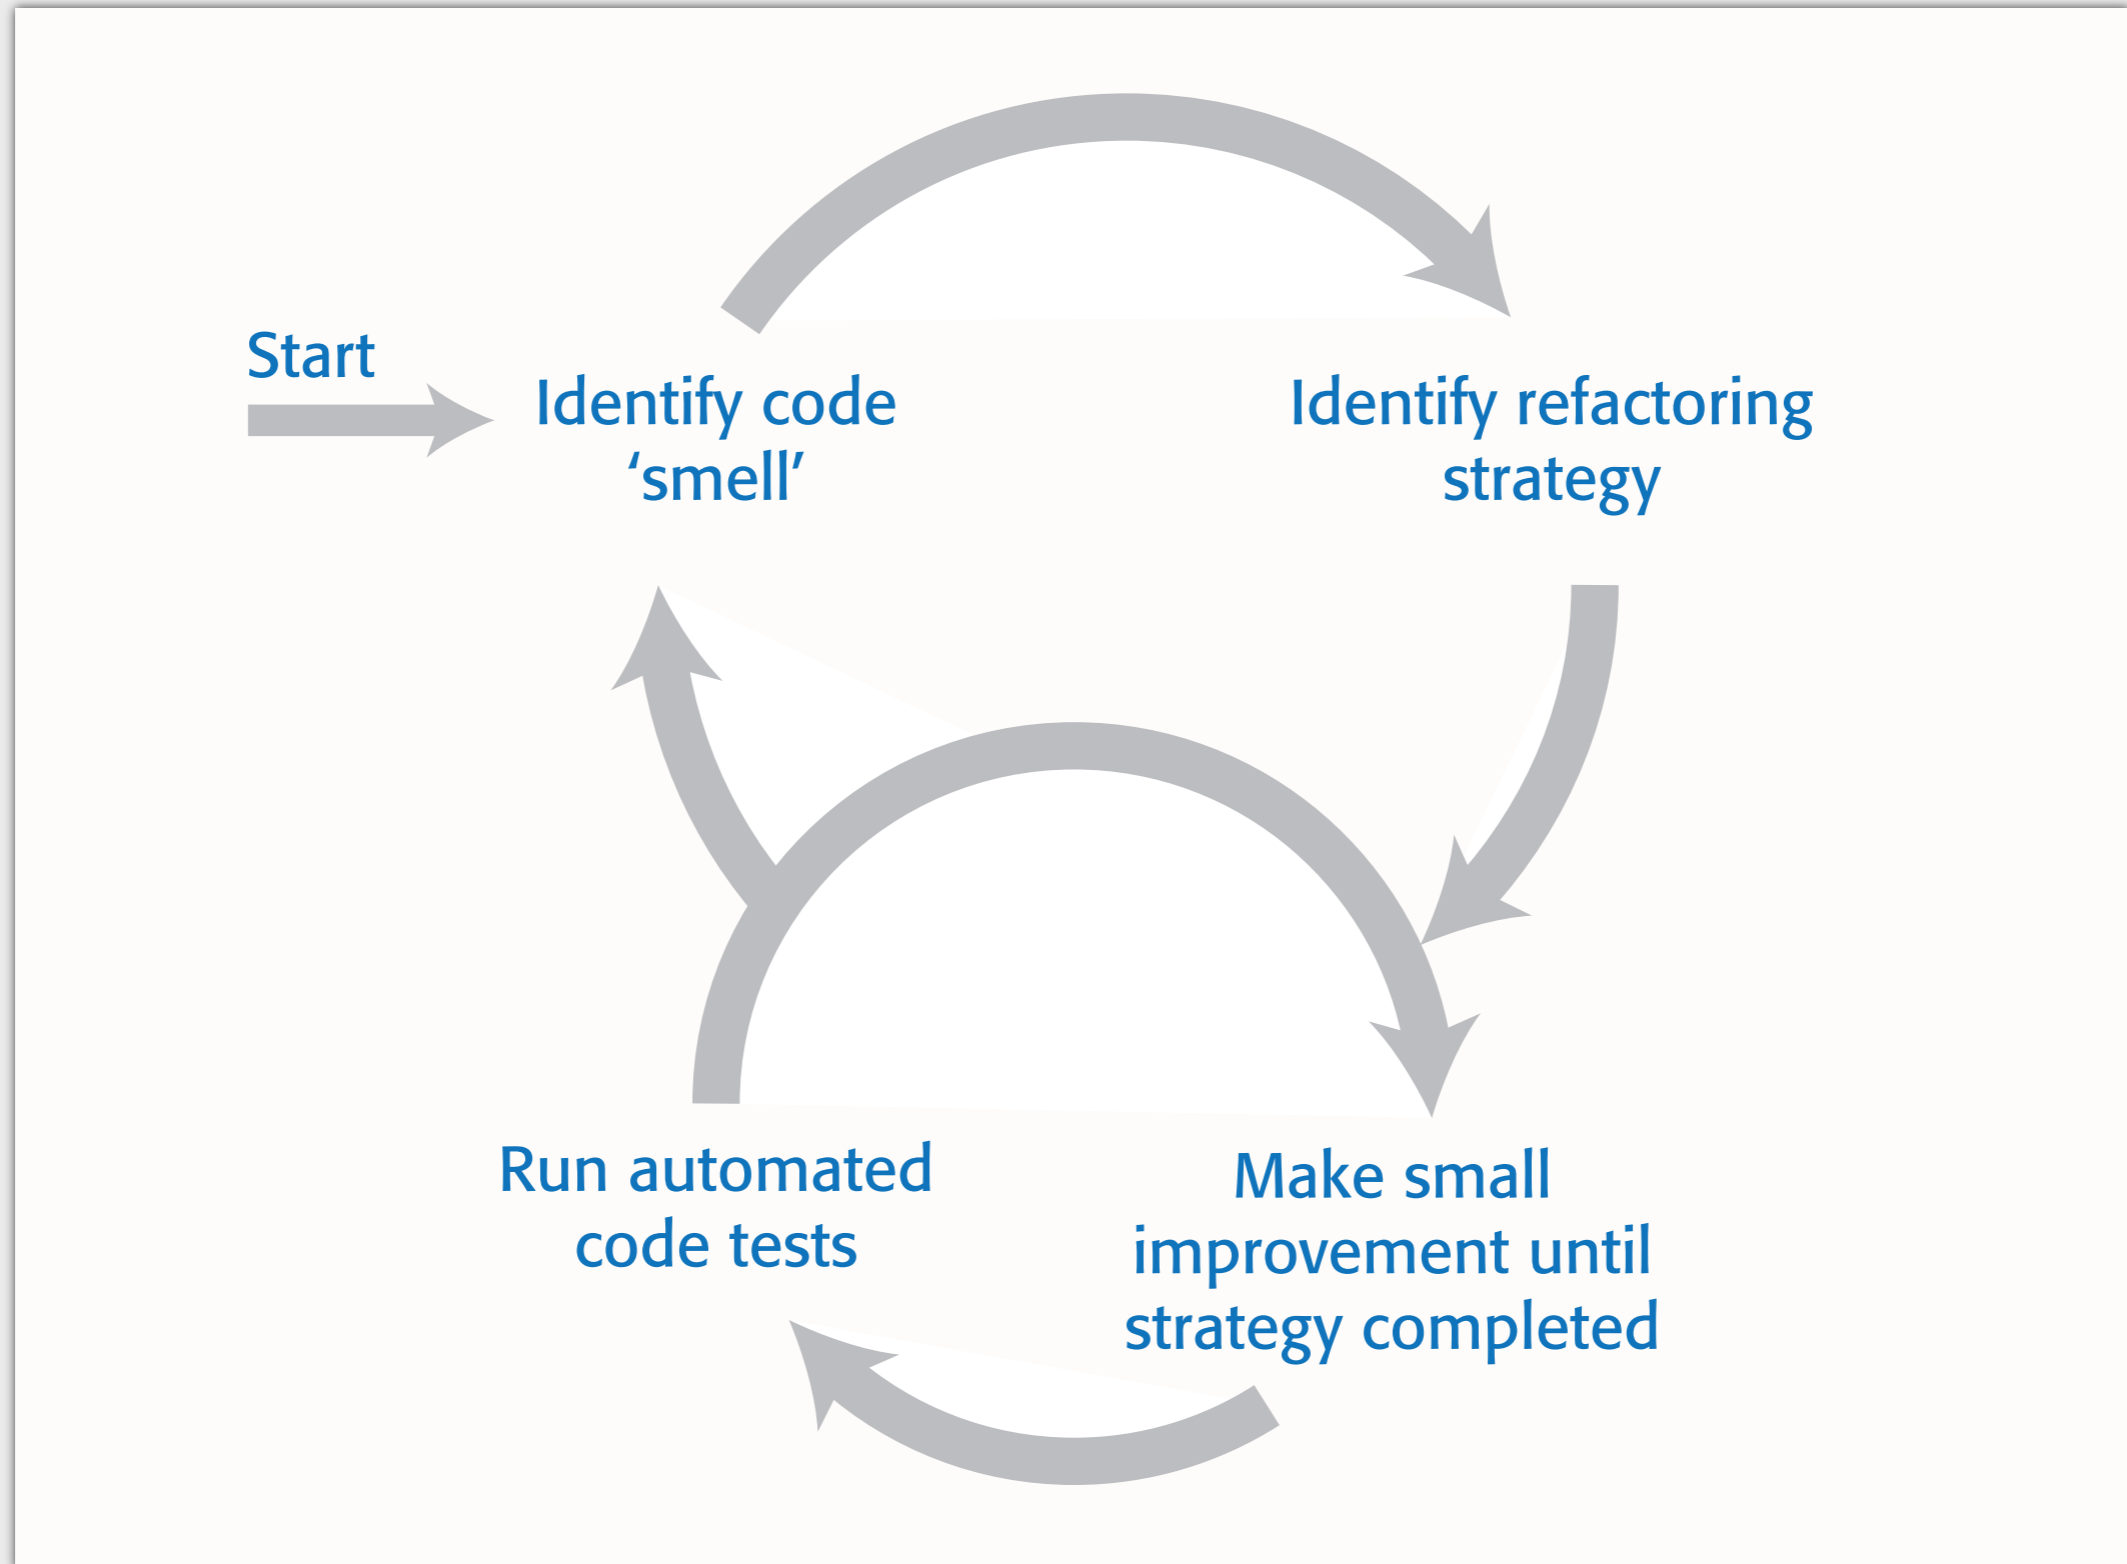 Start
Identify code
‘smell’
Identify refactoring
strategy
Run automated
code tests
Make small
improvement until
strategy completed